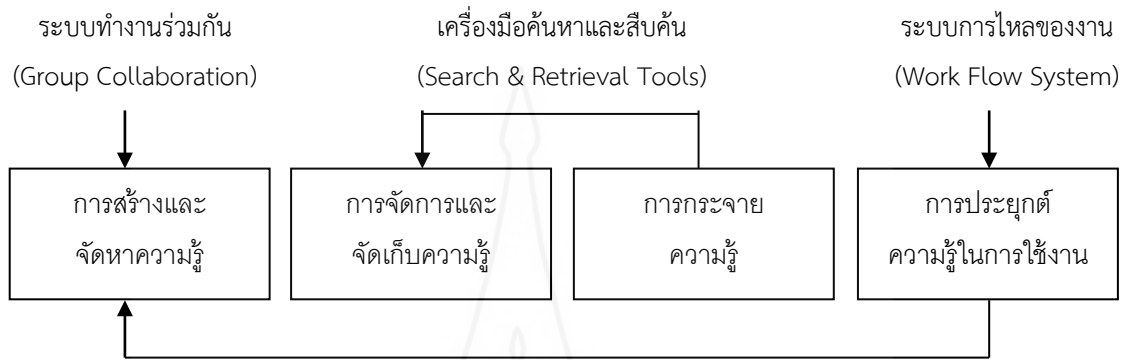 ระบบทำงานร่วมกัน
(Group Collaboration)
เครื่องมือค้นหาและสืบค้น
(Search & Retrieval Tools)
ระบบการไหลของงาน
(Work Flow System)
การสร้างและ
จัดหาความรู้
การจัดการและ
จัดเก็บความรู้
การกระจาย
ความรู้
การประยุกต์
ความรู้ในการใช้งาน